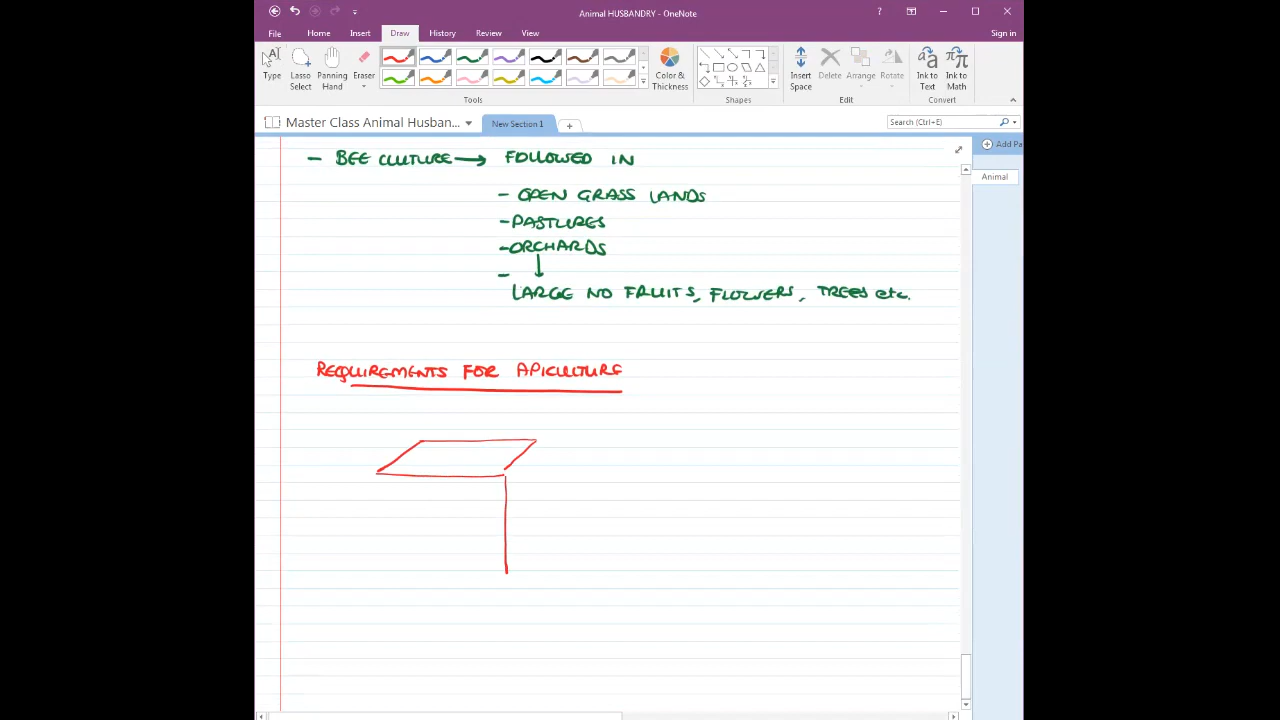 Animal HUSBANDRY - OneNote
File Home Insert Draw History Review View Sign in
Type
Lasso Select
Panning Hand
Eraser
Color & Thickness
Insert Space
Delete
Arrange
Rotate
Ink to Text
Ink to Math
Tools Shapes Edit Convert
Master Class Animal Husban... New Section 1 Search (Ctrl+E)
Add Pa
Animal
- BEE CULTURE → FOLLOWED IN
- OPEN GRASS LANDS
- PASTURES
- ORCHARDS
-
LARGE NO FRUITS, FLOWERS, TREES etc.
REQUIREMENTS FOR APICULTURE